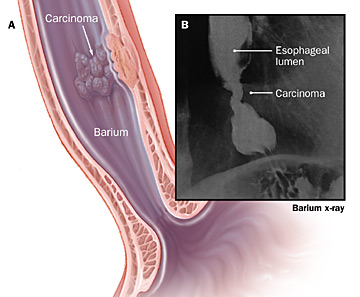 A
Carcinoma
Barium
B
Esophageal
lumen
Carcinoma
Barium x-ray